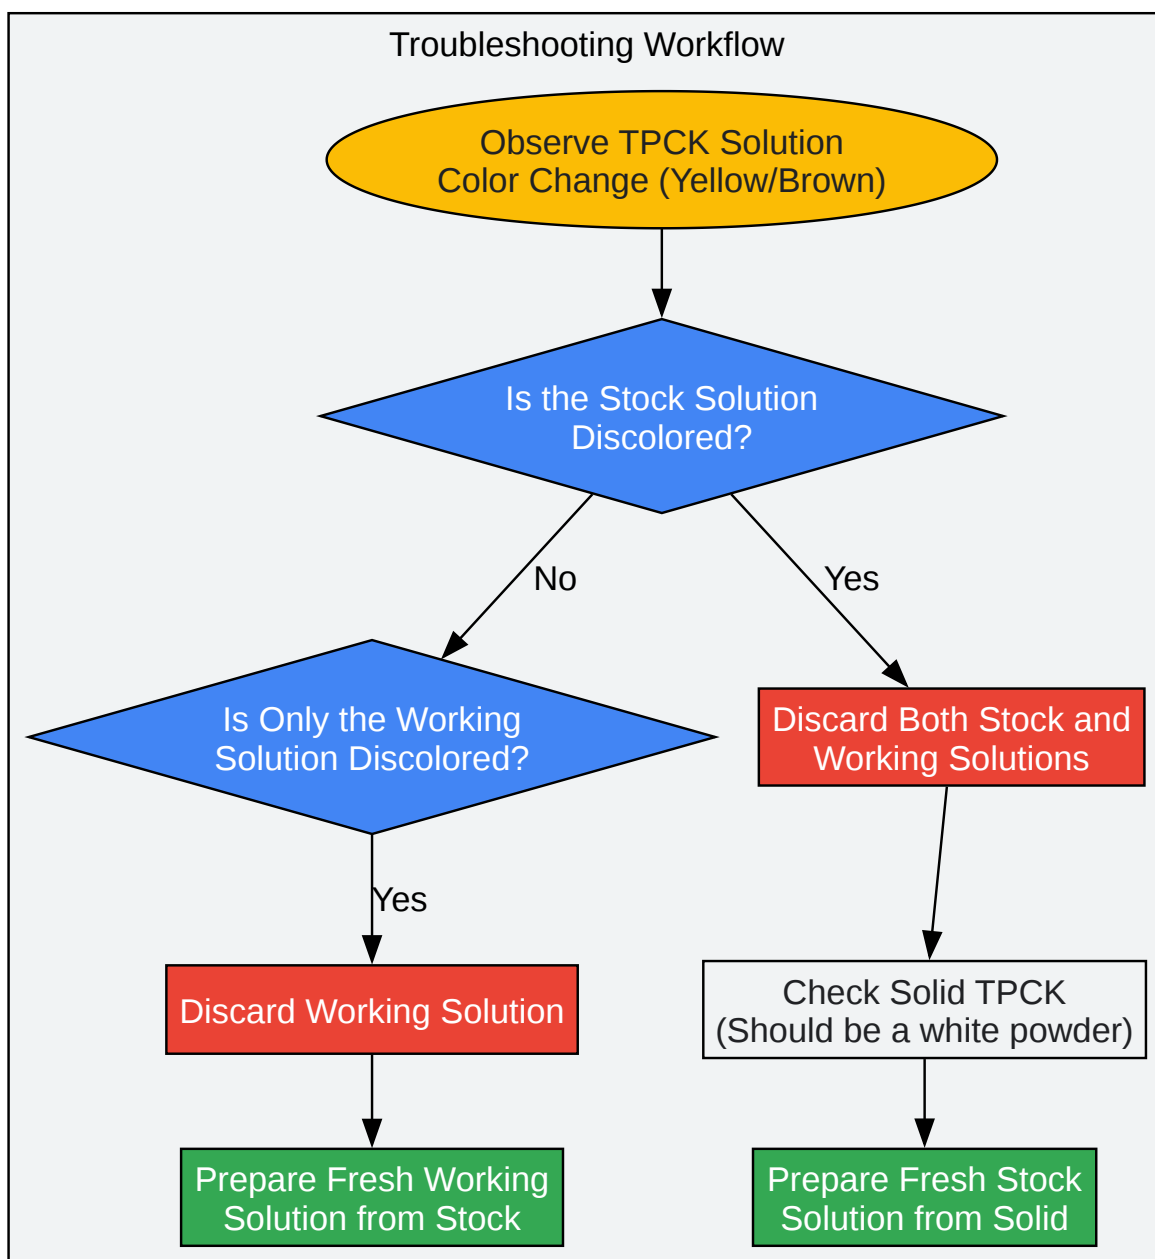 Troubleshooting Workflow
Observe TPCK Solution
Color Change (Yellow/Brown)
Is the Stock Solution
Discolored?
No
Yes
Is Only the Working
Solution Discolored?
Discard Both Stock and
Working Solutions
Yes
Discard Working Solution
Check Solid TPCK
(Should be a white powder)
Prepare Fresh Working
Solution from Stock
Prepare Fresh Stock
Solution from Solid